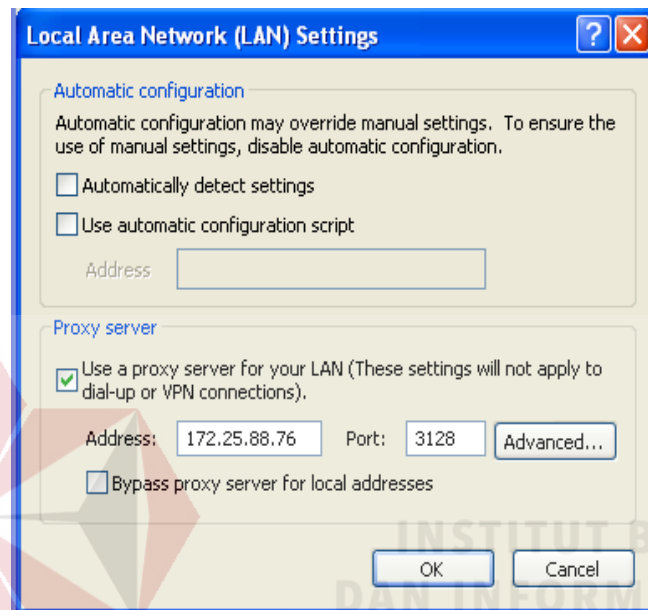 Local Area Network (LAN) Settings
Automatic configuration
Automatic configuration may override manual settings. To ensure the
use of manual settings, disable automatic configuration.
Automatically detect settings
Use automatic configuration script
Address
Proxy server
Use a proxy server for your LAN (These settings will not apply to
dial-up or VPN connections).
Address: 172.25.88.76 Port: 3128 Advanced...
Bypass proxy server for local addresses
INSTITUT B
OK Cancel
DAN INFORM